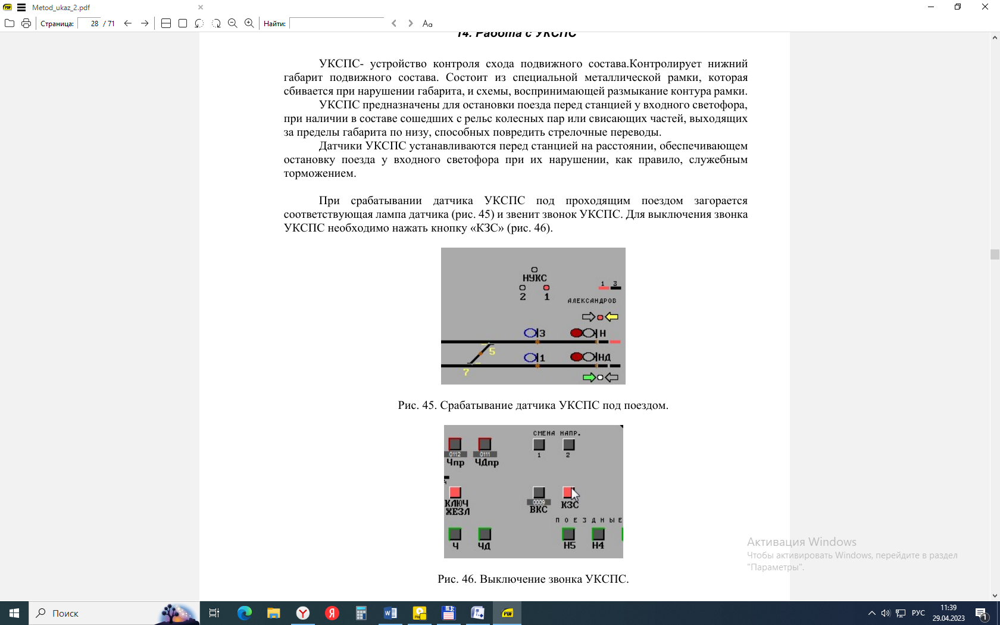 Metod_ukaz_2.pdf
Страница: 28 / 71 Найти: Aa
14. Работа с УКСПС
УКСПС- устройство контроля схода подвижного состава.Контролирует нижний
габарит подвижного состава. Состоит из специальной металлической рамки, которая
сбивается при нарушении габарита, и схемы, воспринимающей размыкание контура рамки.
УКСПС предназначены для остановки поезда перед станцией у входного светофора,
при наличии в составе сошедших с рельс колесных пар или свисающих частей, выходящих
за пределы габарита по низу, способных повредить стрелочные переводы.
Датчики УКСПС устанавливаются перед станцией на расстоянии, обеспечивающем
остановку поезда у входного светофора при их нарушении, как правило, служебным
торможением.
При срабатывании датчика УКСПС под проходящим поездом загорается
соответствующая лампа датчика (рис. 45) и звенит звонок УКСПС. Для выключения звонка
УКСПС необходимо нажать кнопку «КЗС» (рис. 46).
НУКС
1 3
2 1
АЛЕКСАНДРОВ
3 Н
5
1 НД
7
Рис. 45. Срабатывание датчика УКСПС под поездом.
СМЕНА НАПР.
0112 0111 1 2
Чпр ЧДпр
КЛЮЧ
ЖЕЗЛ
0009
ВКС КЗС
ПОЕЗДНЫЕ
Ч ЧД Н5 Н4
Рис. 46. Выключение звонка УКСПС.
Активация Windows
Чтобы активировать Windows, перейдите в раздел
"Параметры".
Поиск
РУС
11:39
29.04.2023
1